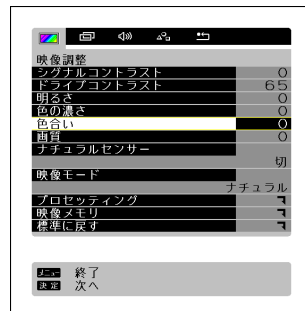 映像調整
シグナルコントラスト 0
ドライブコントラスト 65
明るさ 0
色の濃さ 0
色合い 0
画質 0
ナチュラルセンサー
切
映像モード
ナチュラル
プロセッティング
映像メモリ
標準に戻す
メニュー 終了
決定 次へ